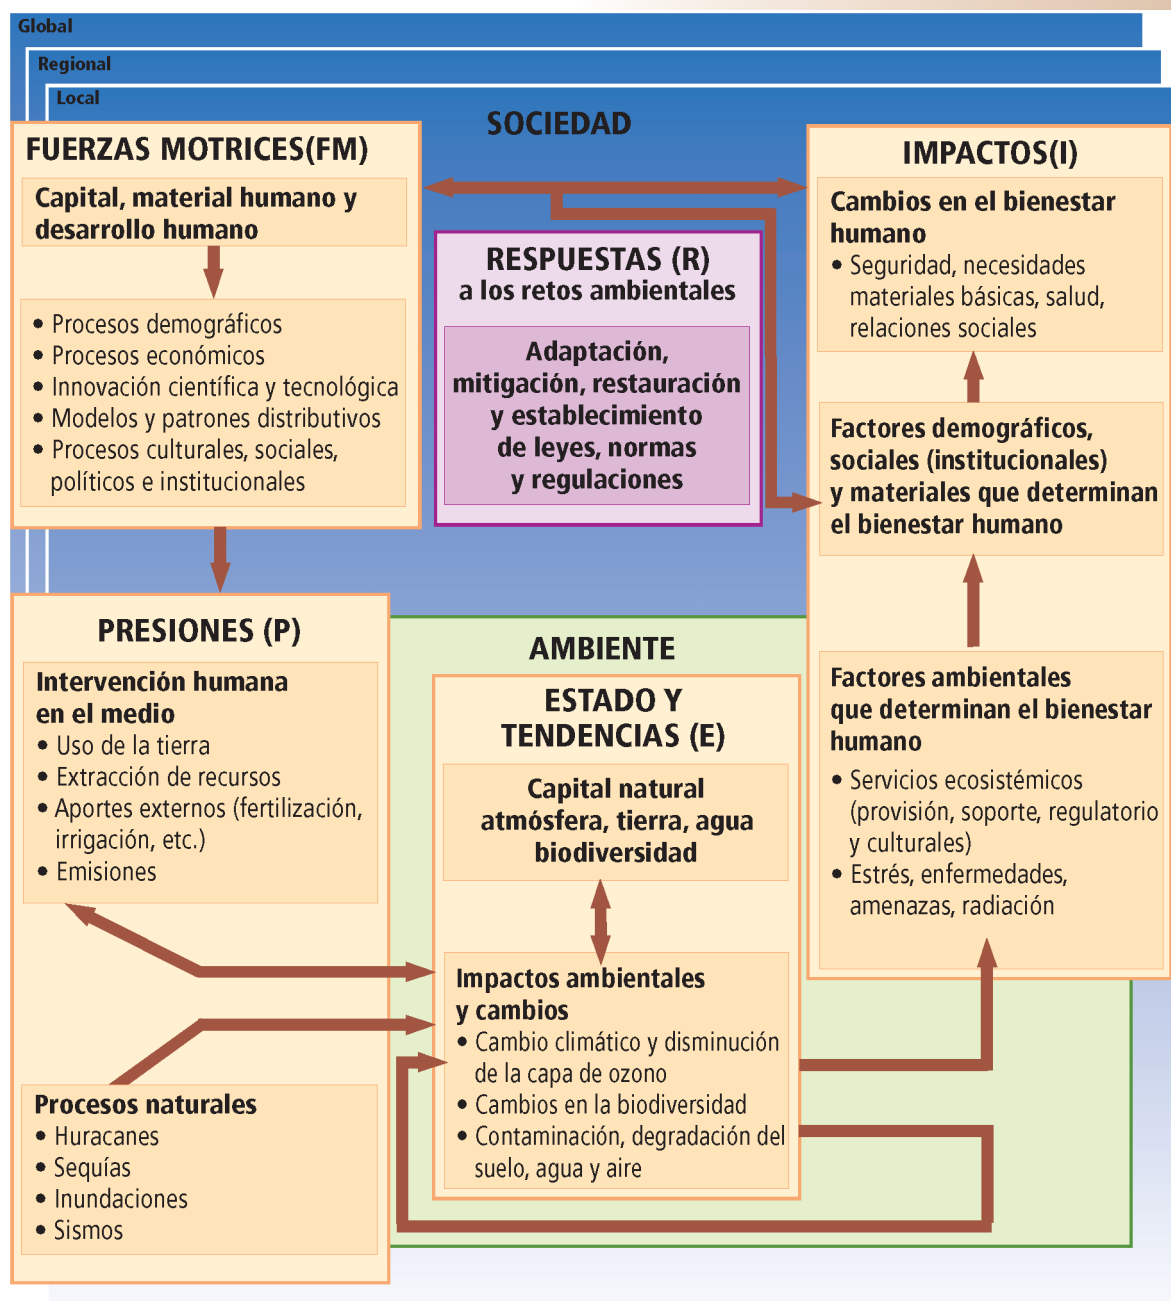 Global
Regional
Local
SOCIEDAD
FUERZAS MOTRICES(FM)
Capital, material humano y
desarrollo humano
• Procesos demográficos
• Procesos económicos
• Innovación científica y tecnológica
• Modelos y patrones distributivos
• Procesos culturales, sociales,
políticos e institucionales
RESPUESTAS (R)
a los retos ambientales
Adaptación,
mitigación, restauración
y establecimiento
de leyes, normas
y regulaciones
IMPACTOS(I)
Cambios en el bienestar
humano
• Seguridad, necesidades
materiales básicas, salud,
relaciones sociales
Factores demográficos,
sociales (institucionales)
y materiales que determinan
el bienestar humano
Factores ambientales
que determinan el bienestar
humano
• Servicios ecosistémicos
(provisión, soporte, regulatorio
y culturales)
• Estrés, enfermedades,
amenazas, radiación
PRESIONES (P)
Intervención humana
en el medio
• Uso de la tierra
• Extracción de recursos
• Aportes externos (fertilización,
irrigación, etc.)
• Emisiones
Procesos naturales
• Huracanes
• Sequías
• Inundaciones
• Sismos
AMBIENTE
ESTADO Y
TENDENCIAS (E)
Capital natural
atmósfera, tierra, agua
biodiversidad
Impactos ambientales
y cambios
• Cambio climático y disminución
de la capa de ozono
• Cambios en la biodiversidad
• Contaminación, degradación del
suelo, agua y aire